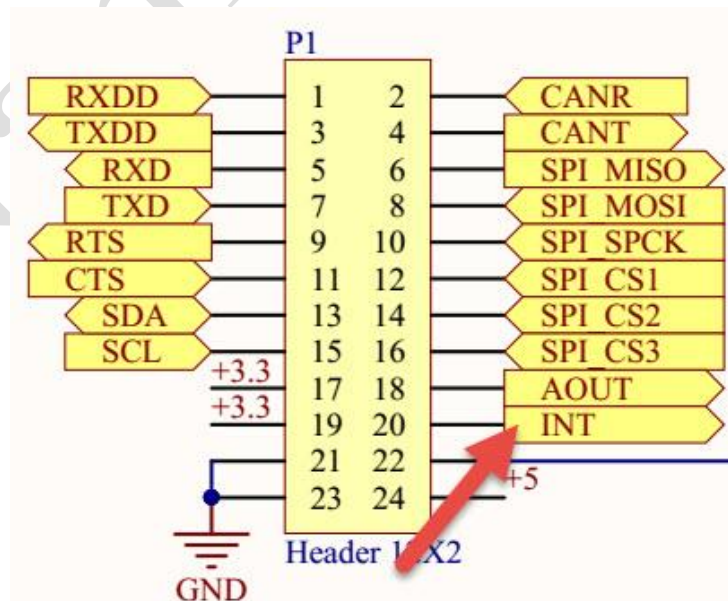 P1
RXDD 1 2 CANR
TXDD 3 4 CANT
RXD 5 6 SPI_MISO
TXD 7 8 SPI_MOSI
RTS 9 10 SPI_SPCK
CTS 11 12 SPI_CS1
SDA 13 14 SPI_CS2
SCL 15 16 SPI_CS3
+3.3 17 18 AOUT
+3.3 19 20 INT
21 22
+5
23 24
Header
GND